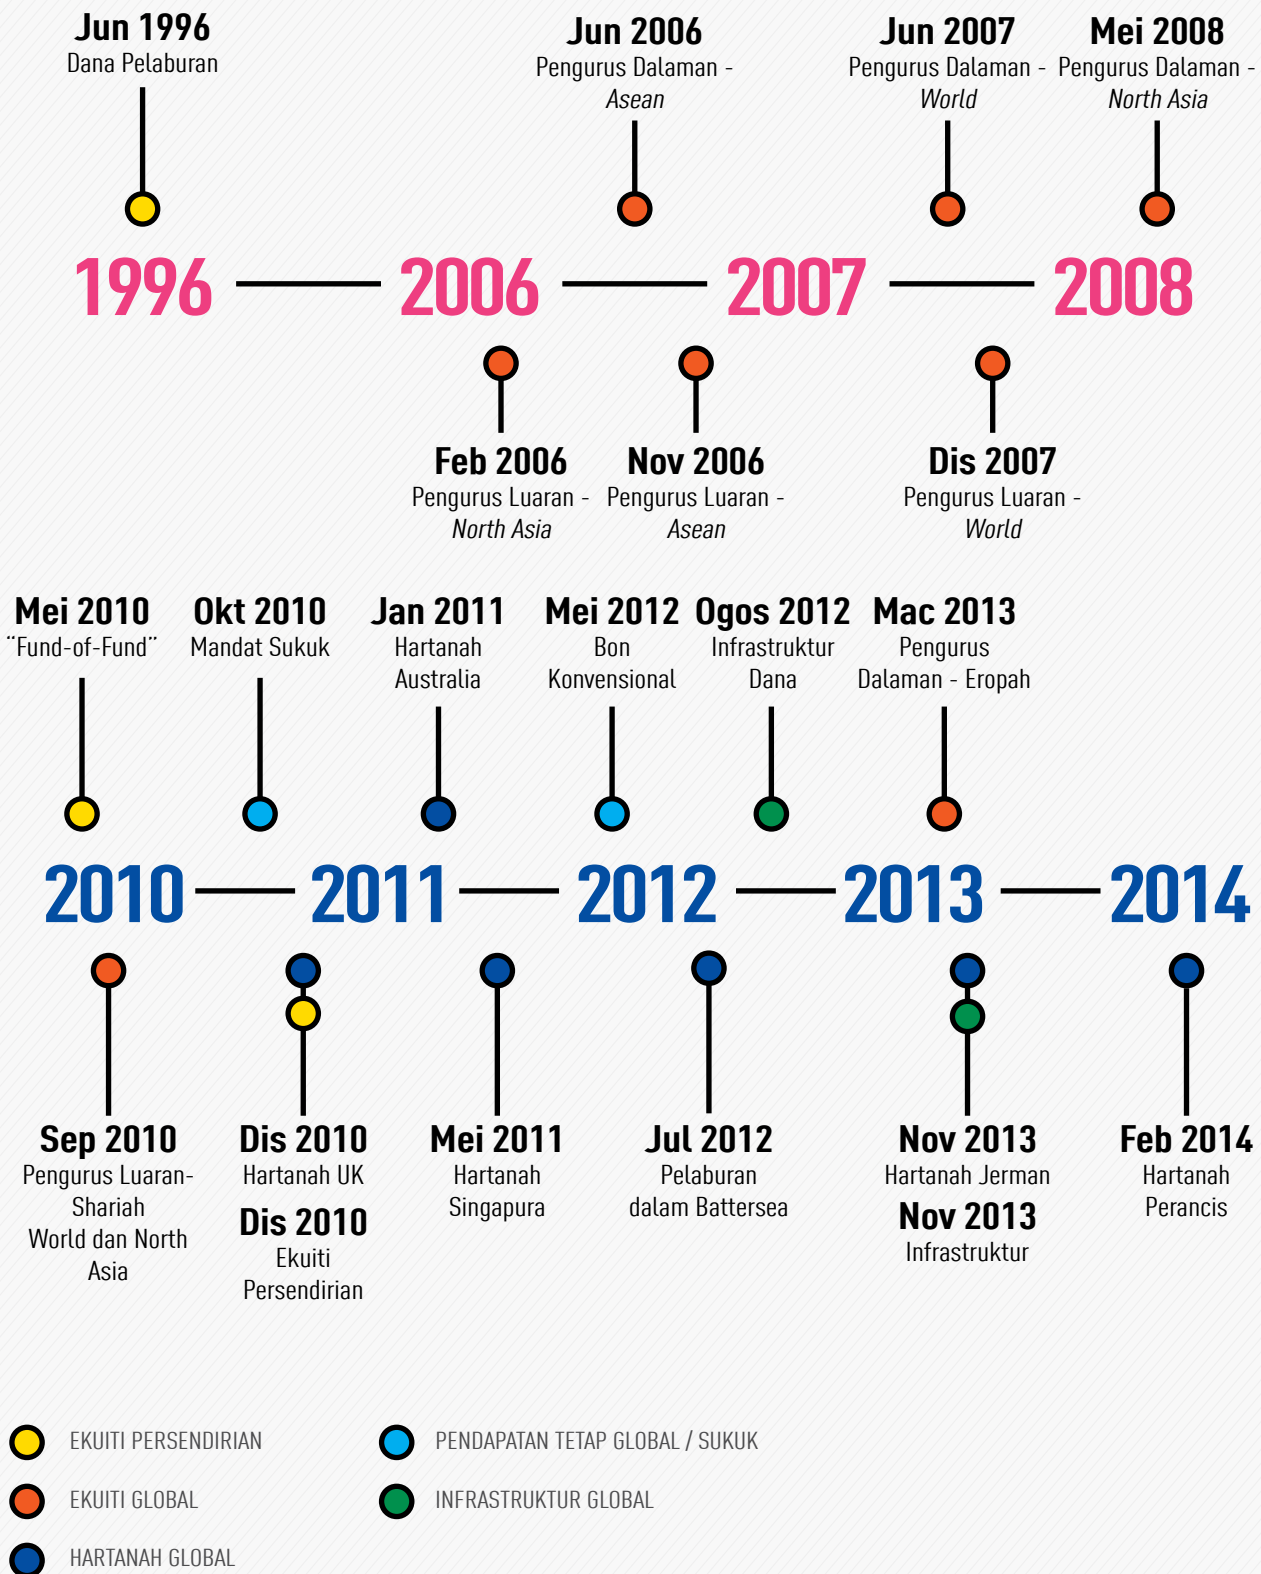 Jun 1996
Dana Pelaburan
Jun 2006
Pengurus Dalaman -
Asean
Jun 2007
Pengurus Dalaman -
World
Mei 2008
Pengurus Dalaman -
North Asia
1996
2006
2007
2008
Feb 2006
Pengurus Luaran -
North Asia
Nov 2006
Pengurus Luaran -
Asean
Dis 2007
Pengurus Luaran -
World
Mei 2010
“Fund-of-Fund”
Okt 2010
Mandat Sukuk
Jan 2011
Hartanah
Australia
Mei 2012
Bon
Konvensional
Ogos 2012
Infrastruktur
Dana
Mac 2013
Pengurus
Dalaman - Eropah
2010
2011
2012
2013
2014
Sep 2010
Pengurus Luaran-
Shariah
World dan North
Asia
Dis 2010
Hartanah UK
Dis 2010
Ekuiti
Persendirian
Mei 2011
Hartanah
Singapura
Jul 2012
Pelaburan
dalam Battersea
Nov 2013
Hartanah Jerman
Nov 2013
Infrastruktur
Feb 2014
Hartanah
Perancis
EKUITI PERSENDIRIAN
EKUITI GLOBAL
HARTANAH GLOBAL
PENDAPATAN TETAP GLOBAL / SUKUK
INFRASTRUKTUR GLOBAL